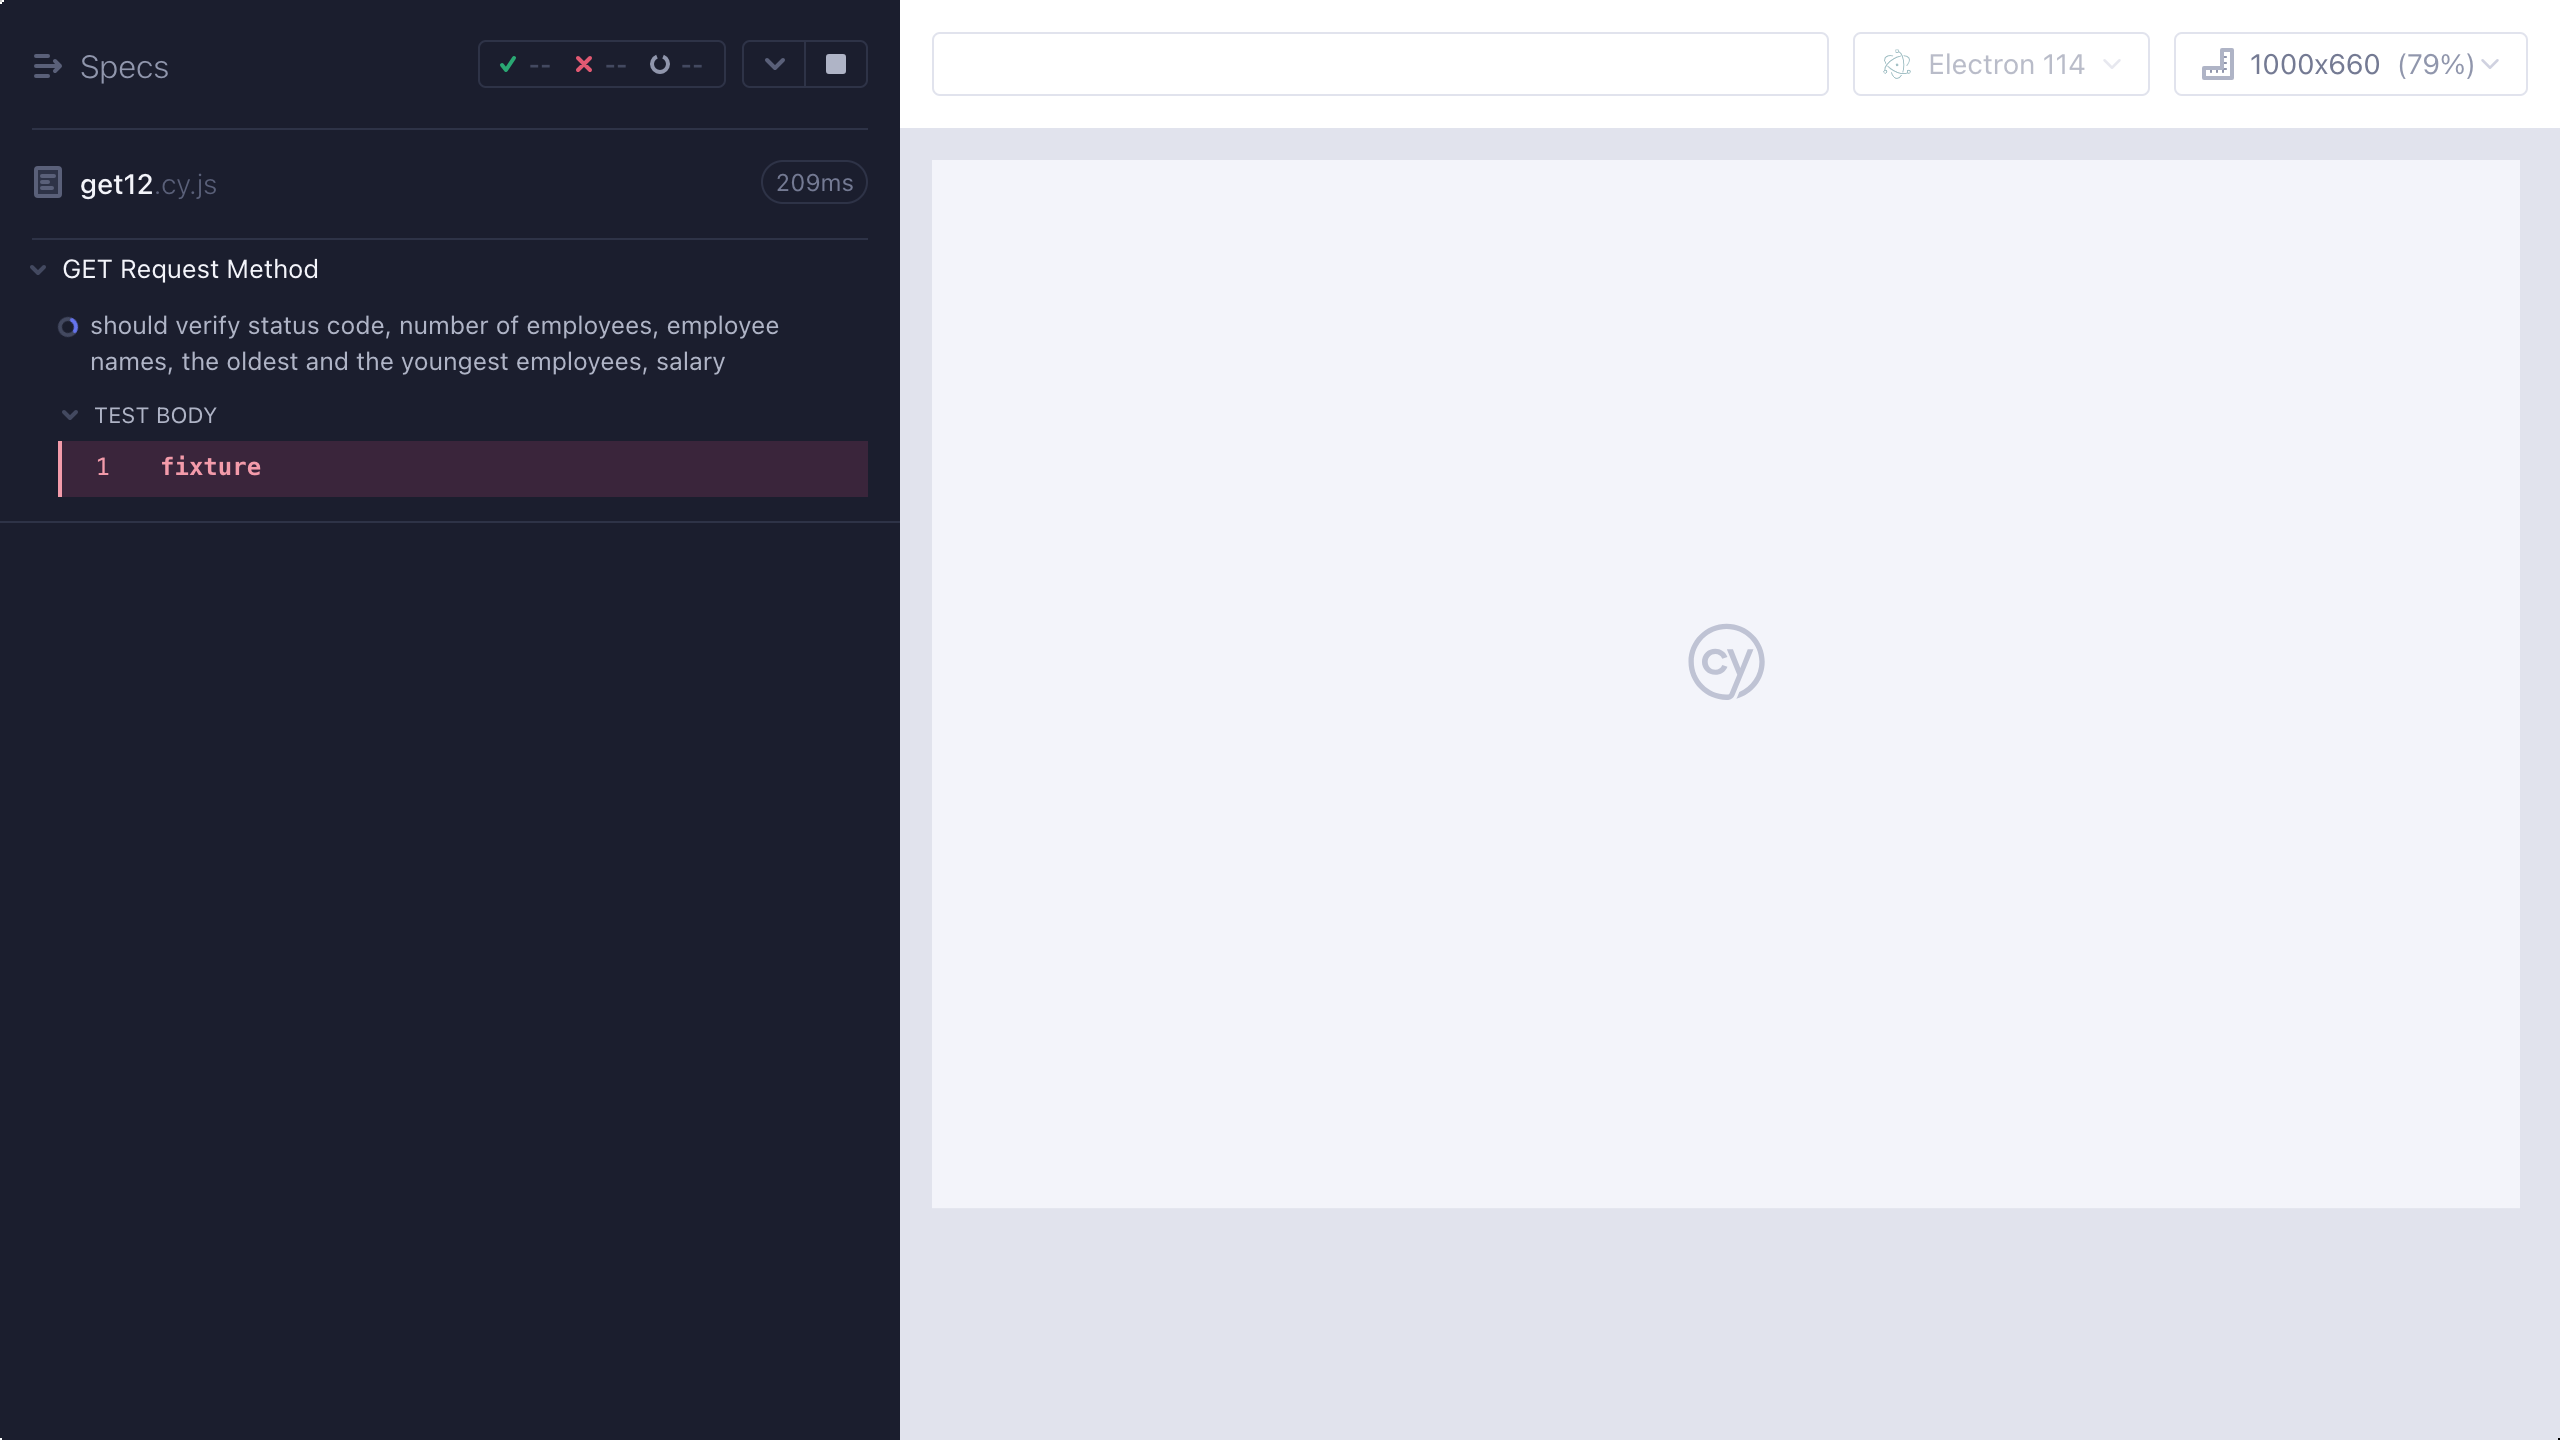 Specs
-- -- --
get12.cy.js
209ms
GET Request Method
should verify status code, number of employees, employee
names, the oldest and the youngest employees, salary
TEST BODY
1 fixture
Electron 114
1000x660 (79%)
cy